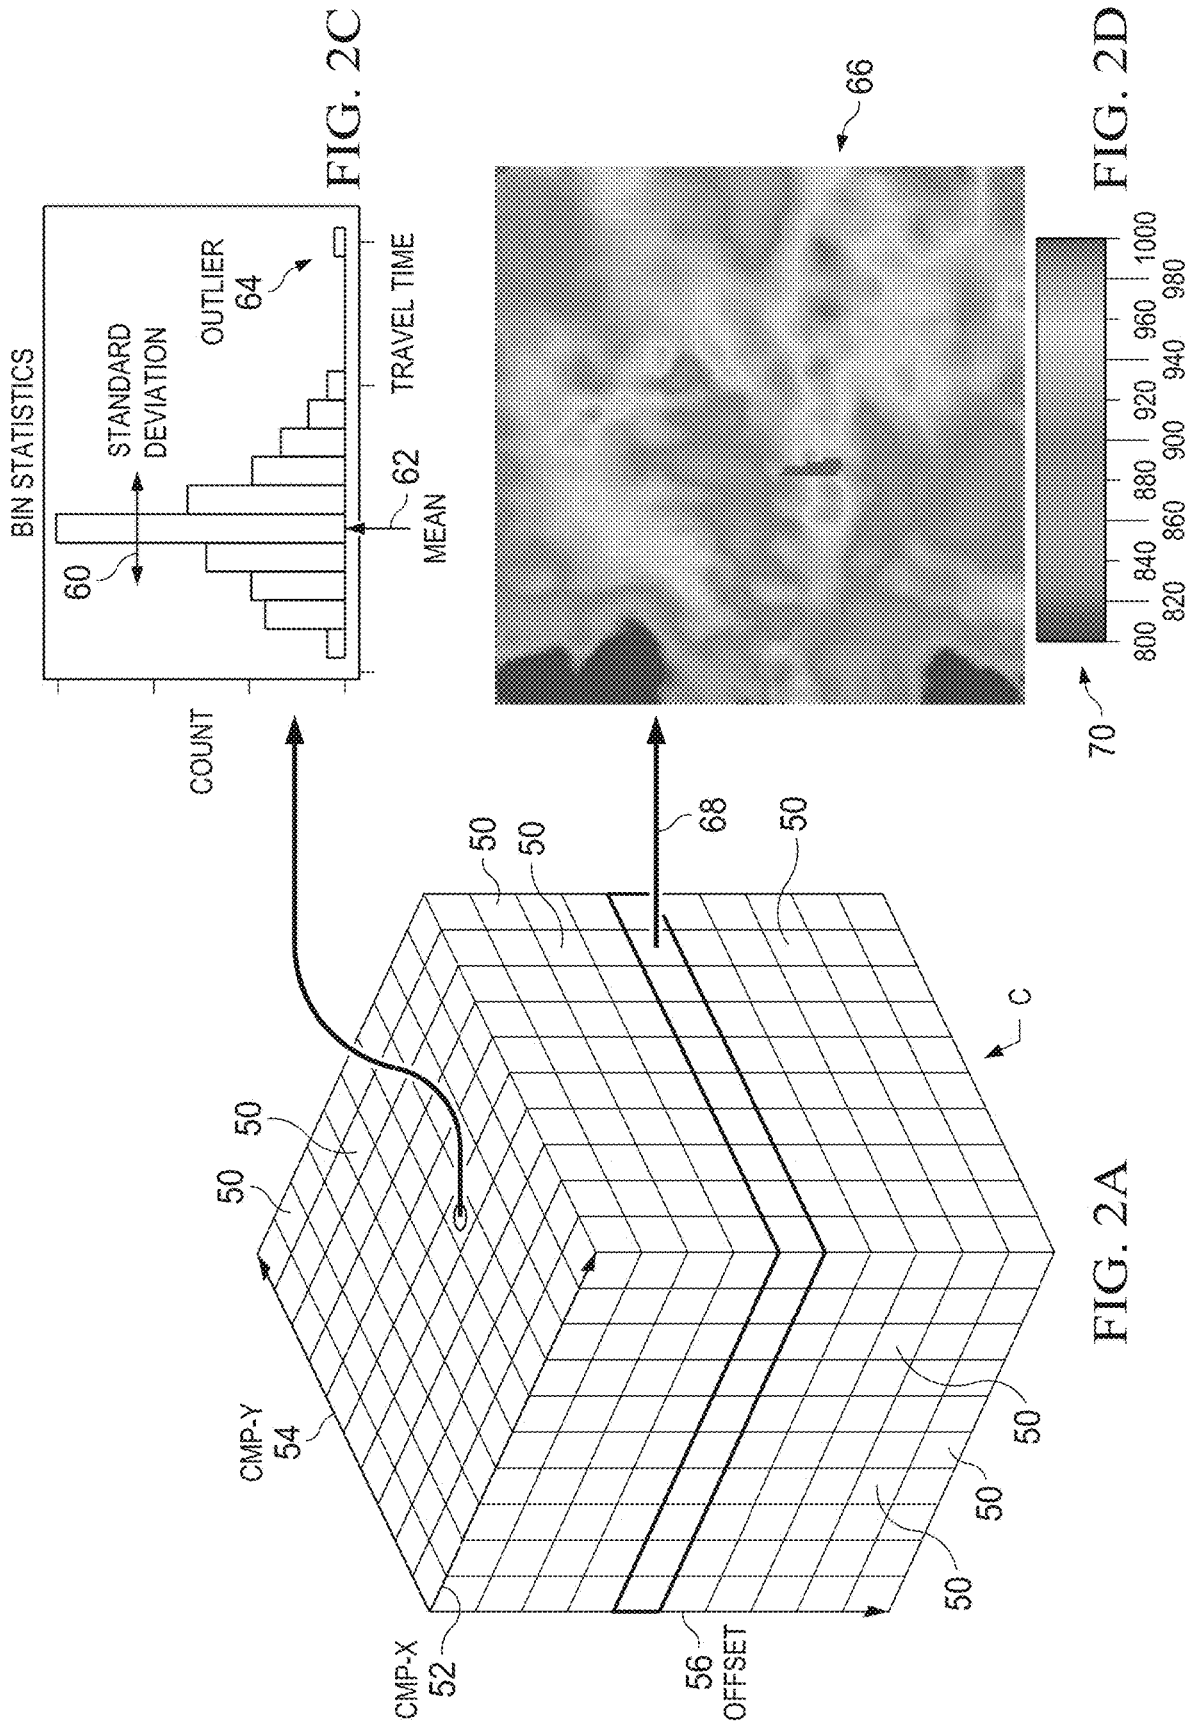 CMP-Y
54
CMP-X
52
56
OFFSET
50
50
50
50
50
50
50
50
68
C
FIG. 2A
BIN STATISTICS
COUNT
60
STANDARD
DEVIATION
OUTLIER
64
62
MEAN
TRAVEL TIME
FIG. 2C
66
70
800 840 880 920 960 1000
820 860 900 940 980
FIG. 2D